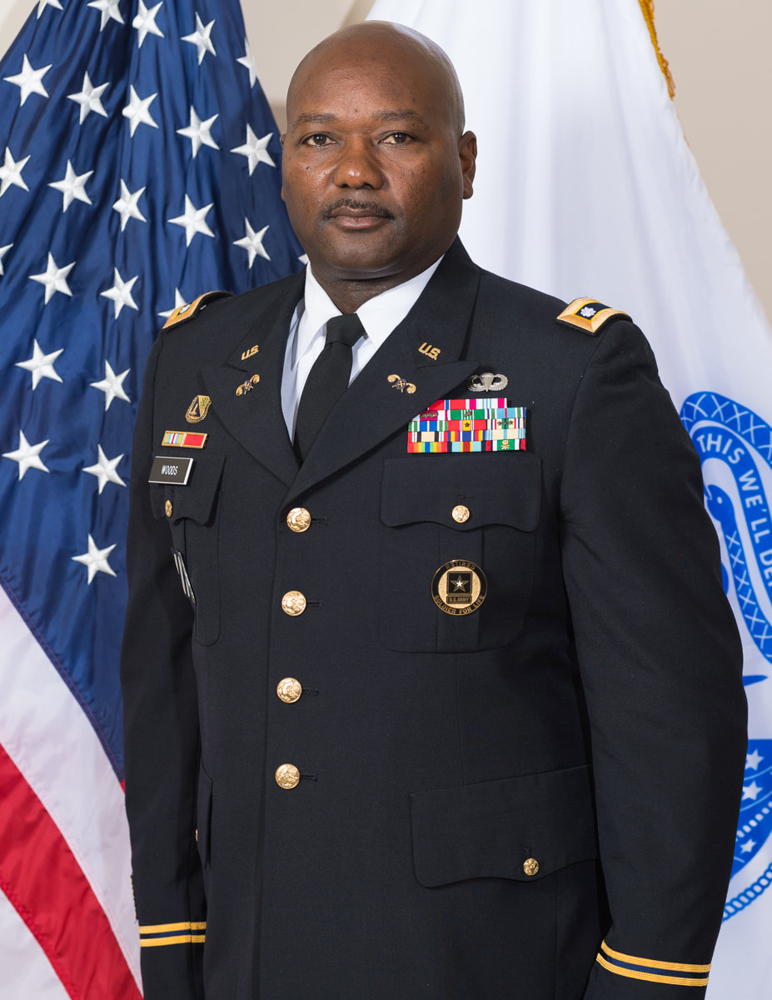 U.S.
U.S.
WOODS
RETIRED
U.S. ARMY
SOLDIER FOR LIFE
THIS WE'LL DE